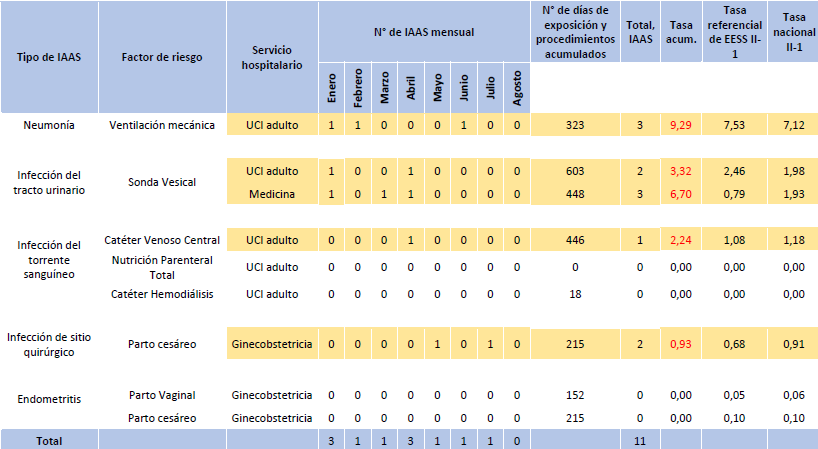 Tipo de IAAS Factor de riesgo Servicio hospitalario N° de IAAS mensual N° de días de exposición y procedimientos acumulados Total, IAAS Tasa acum. Tasa referencial de EESS II-1 Tasa nacional II-1
Enero Febrero Marzo Abril Mayo Junio Julio Agosto
Neumonía Ventilación mecánica UCI adulto 1 1 0 0 0 1 0 0 323 3 9,29 7,53 7,12
Infección del tracto urinario Sonda Vesical UCI adulto 1 0 0 1 0 0 0 0 603 2 3,32 2,46 1,98
Medicina 1 0 1 1 0 0 0 0 448 3 6,70 0,79 1,93
Infección del torrente sanguíneo Catéter Venoso Central UCI adulto 0 0 0 1 0 0 0 0 446 1 2,24 1,08 1,18
Nutrición Parenteral Total UCI adulto 0 0 0 0 0 0 0 0 0 0 0,00 0,00 0,00
Catéter Hemodiálisis UCI adulto 0 0 0 0 0 0 0 0 18 0 0,00 0,00 0,00
Infección de sitio quirúrgico Parto cesáreo Ginecobstetricia 0 0 0 0 1 0 1 0 215 2 0,93 0,68 0,91
Endometritis Parto Vaginal Ginecobstetricia 0 0 0 0 0 0 0 0 152 0 0,00 0,05 0,06
Parto cesáreo Ginecobstetricia 0 0 0 0 0 0 0 0 215 0 0,00 0,10 0,10
Total 3 1 1 3 1 1 1 0 11